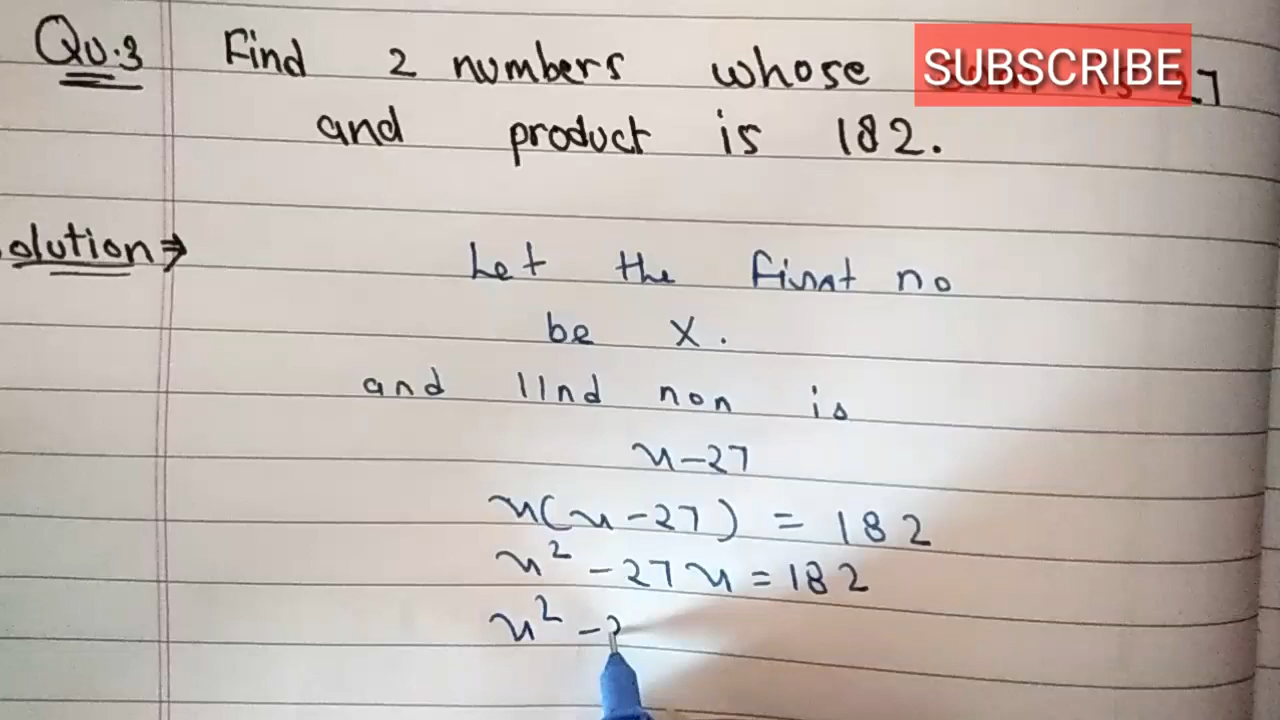 Qu.3 Find 2 numbers whose SUBSCRIBE 27
and product is 182.
olution ⇒
Let the first no
be X.
and IInd non is
x-27
x(x-27) = 182
x² - 27x = 182
x² -